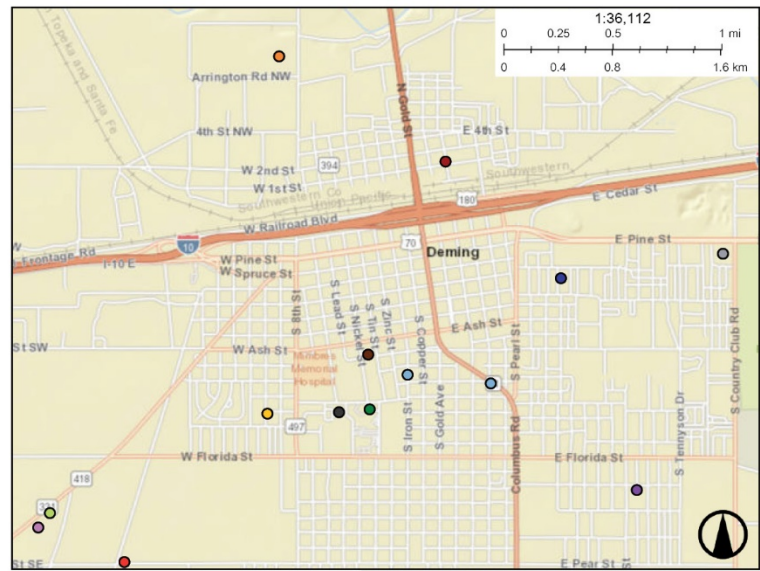 1:36,112
0 0.25 0.5 1 mi
0 0.4 0.8 1.6 km
Topeka and Santa Fe
N Gold St
Arrington Rd NW
4th St NW
E 4th St
394
W 2nd St
Southwestern
W 1st St
Southwestern Co
Union Pacific
180
E Cedar St
W Railroad Blvd
10
70
E Pine St
Frontage Rd
I-10 E
Deming
W Pine St
W Spruce St
S 8th St
S Lead St
S Nickel St
S Tin St
S Zinc St
S Copper St
E Ash St
S Pearl St
S Country Club Rd
St SW
W Ash St
Mimbres
Memorial
Hospital
S Iron St
S Gold Ave
Columbus Rd
S Tennyson Dr
497
W Florida St
E Florida St
418
St SE
E Pear St
St